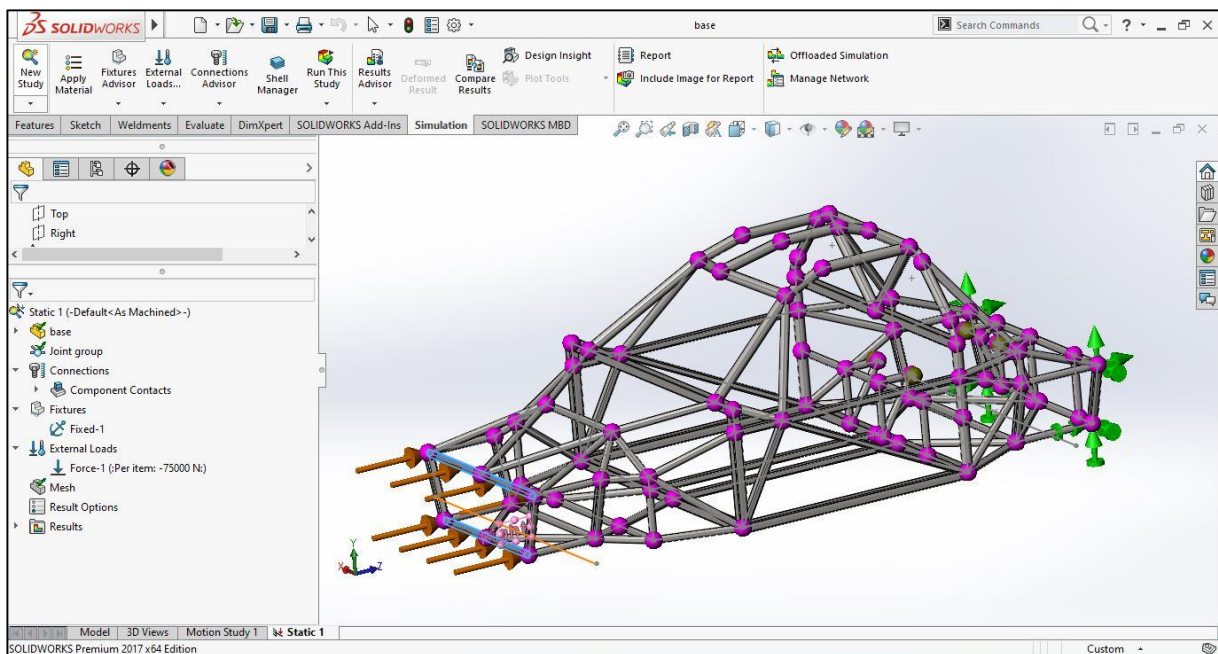 SOLIDWORKS base Search Commands ?
New Study Apply Material Fixtures Advisor External Loads... Connections Advisor Shell Manager Run This Study Results Advisor Deformed Result Compare Results Design Insight Plot Tools Report Include Image for Report Offloaded Simulation Manage Network
Features Sketch Weldments Evaluate DimXpert SOLIDWORKS Add-Ins Simulation SOLIDWORKS MBD
Top
Right
Static 1 (-Default<As Machined>-)
base
Joint group
Connections
Component Contacts
Fixtures
Fixed-1
External Loads
Force-1 (:Per item: -75000 N:)
Mesh
Result Options
Results
Y
X Z
Model 3D Views Motion Study 1 Static 1
SOLIDWORKS Premium 2017 x64 Edition Custom